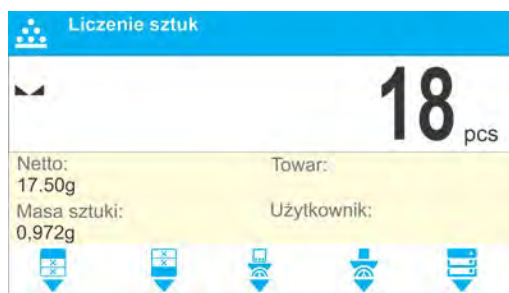 Liczenie sztuk
18 pcs
Netto:
17.50g
Towar:
Masa sztuki:
0,972g
Użytkownik: